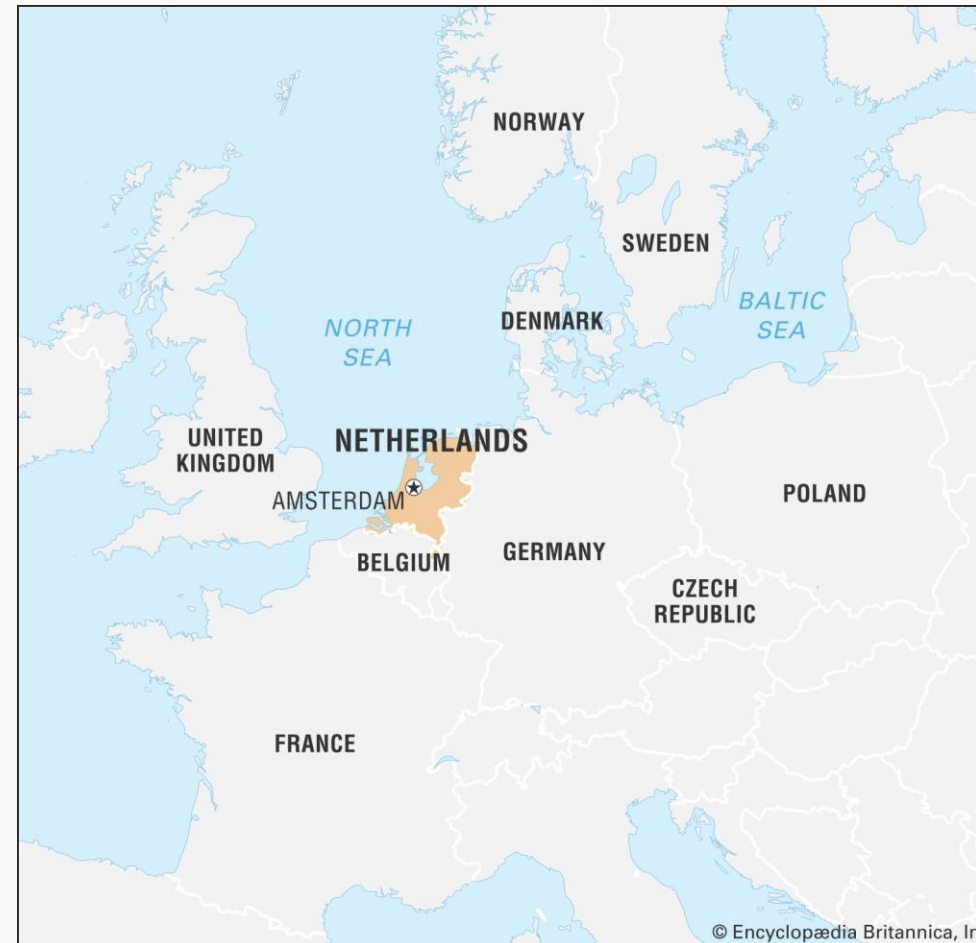 NORWAY
SWEDEN
BALTIC
SEA
DENMARK
NORTH
SEA
UNITED
KINGDOM
NETHERLANDS
AMSTERDAM
POLAND
BELGIUM
GERMANY
CZECH
REPUBLIC
FRANCE
© Encyclopædia Britannica, In